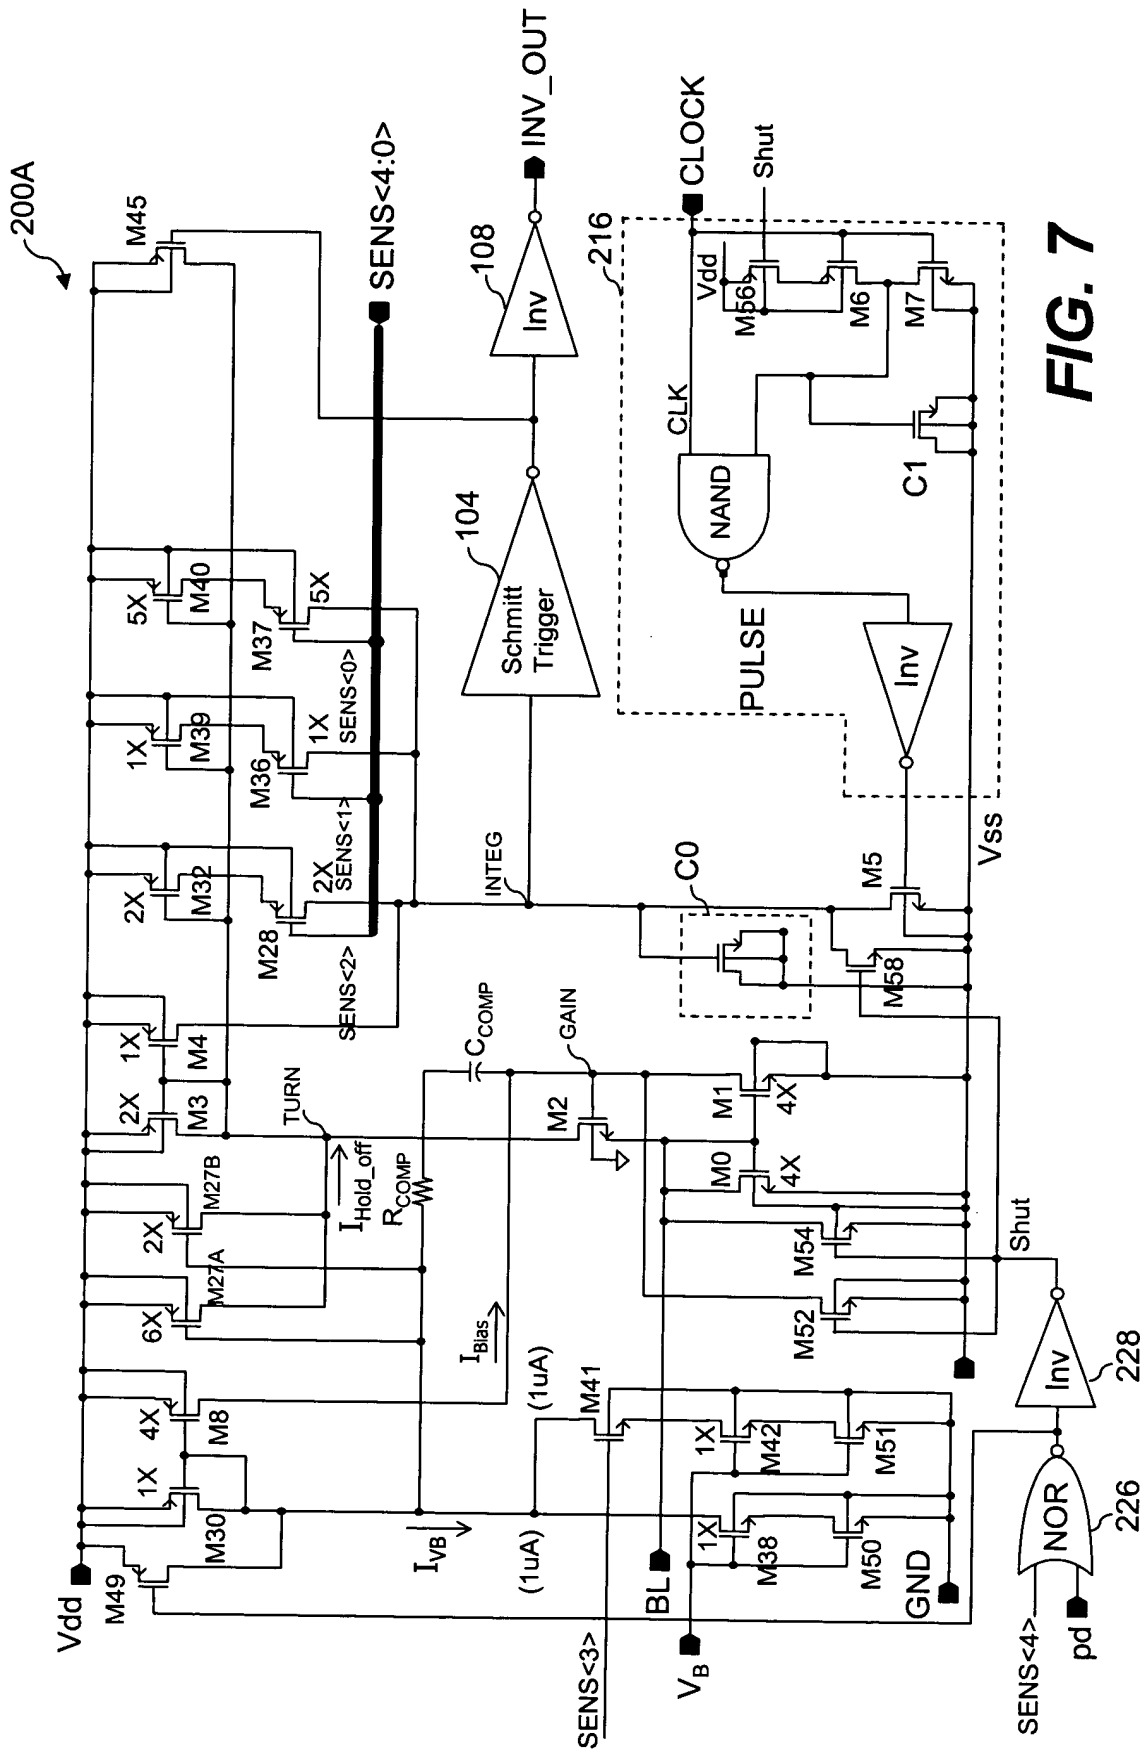 200A
Vdd
M49
1X
M30
4X
M8
6X
M27A
2X
M27B
2X
M3
1X
M4
2X
M32
1X
M39
5X
M40
M45
M28
2X
M36
1X
M37
5X
SENS<2>
SENS<1>
SENS<0>
SENS<4:0>
TURN
I_Hold_off
R_COMP
C_COMP
I_Bias
I_VB
(1uA)
(1uA)
GAIN
INTEG
Schmitt
Trigger
104
Inv
108
INV_OUT
SENS<3>
M41
BL
M2
V_B
1X
M38
1X
M42
M50
M51
M52
M54
M0
4X
M1
4X
C0
M58
M5
GND
Vss
Shut
SENS<4>
pd
NOR
226
Inv
228
PULSE
Inv
NAND
CLK
CLOCK
216
Vdd
M56
Shut
M6
M7
C1
FIG. 7